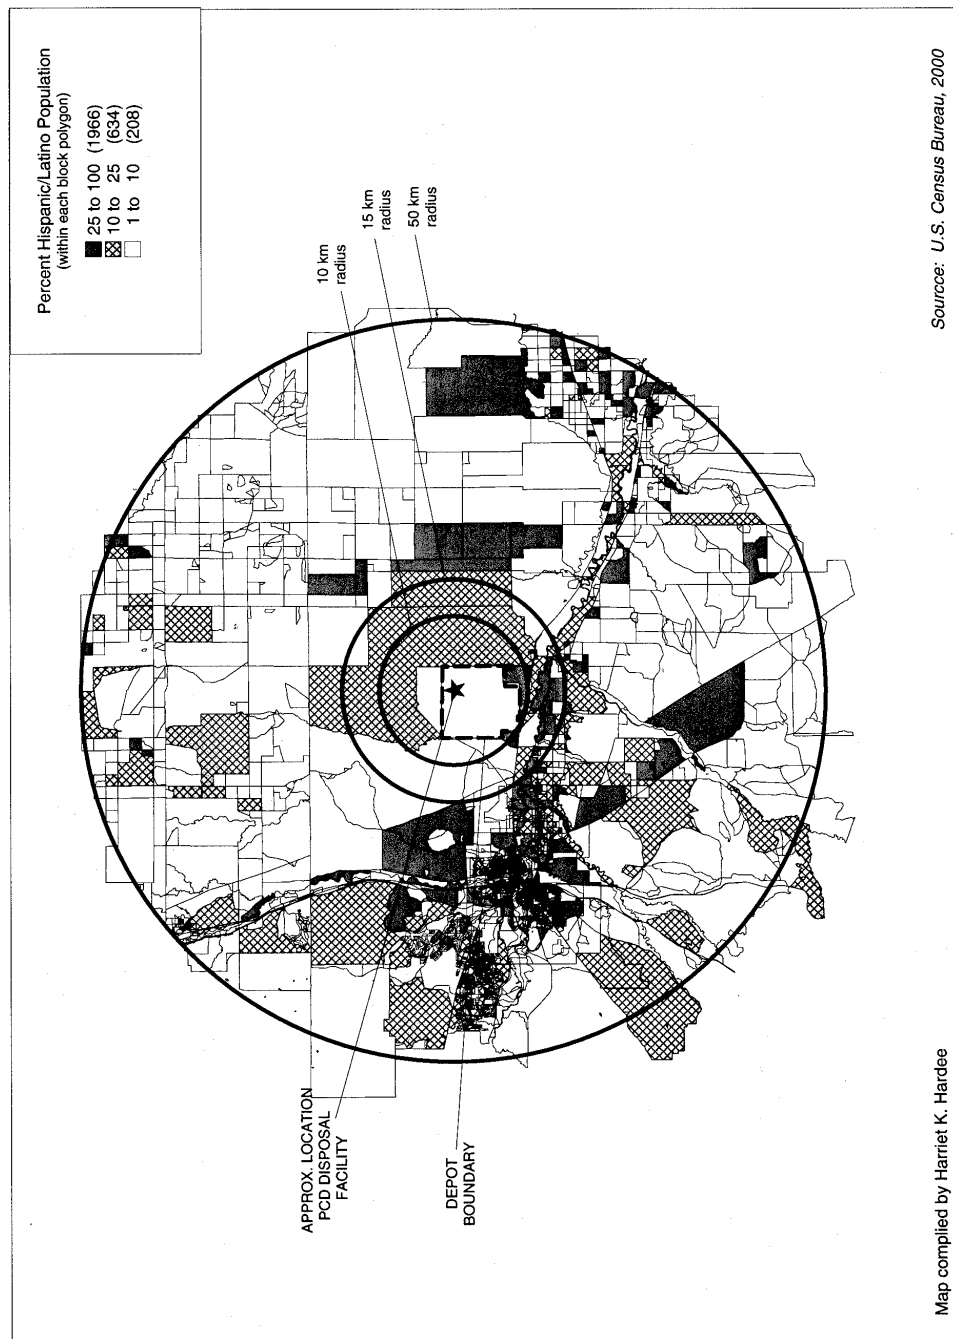 Percent Hispanic/Latino Population
(within each block polygon)
25 to 100 (1966)
10 to 25 (634)
1 to 10 (208)
10 km
radius
15 km
radius
50 km
radius
APPROX. LOCATION
PCD DISPOSAL
FACILITY
DEPOT
BOUNDARY
Map complied by Harriet K. Hardee
Sourcce: U.S. Census Bureau, 2000